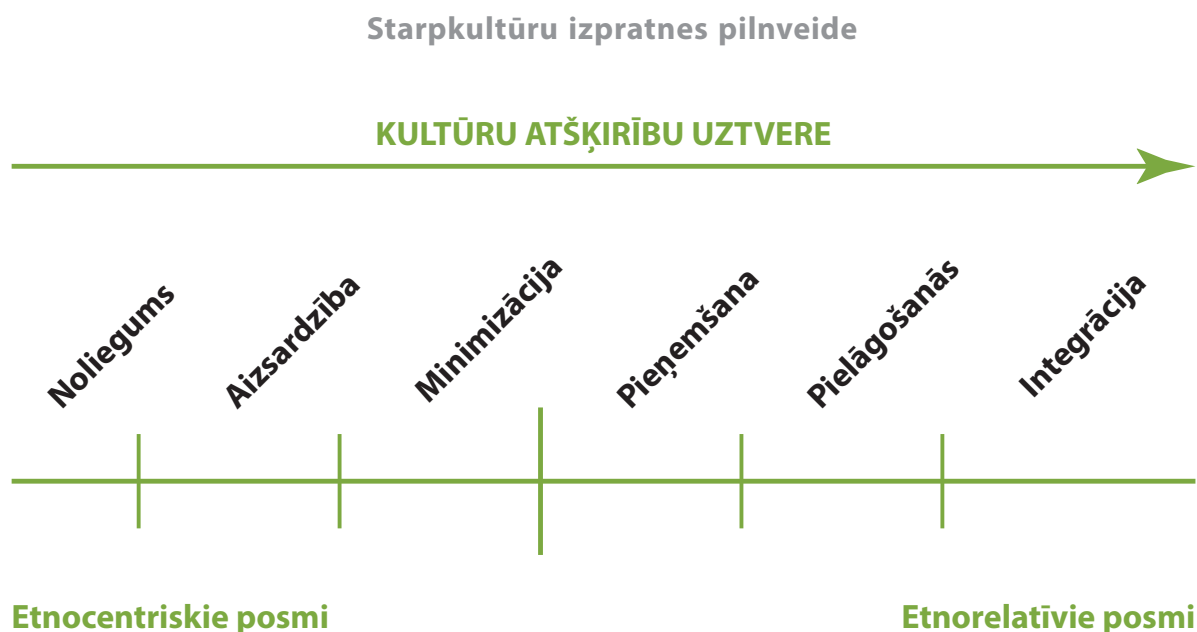 Starpkultūru izpratnes pilnveide
KULTŪRU ATŠĶIRĪBU UZTVERE
Noliegums
Aizsardzība
Minimizācija
Pieņemšana
Pielāgošanās
Integrācija
Etnocentriskie posmi
Etnorelatīvie posmi